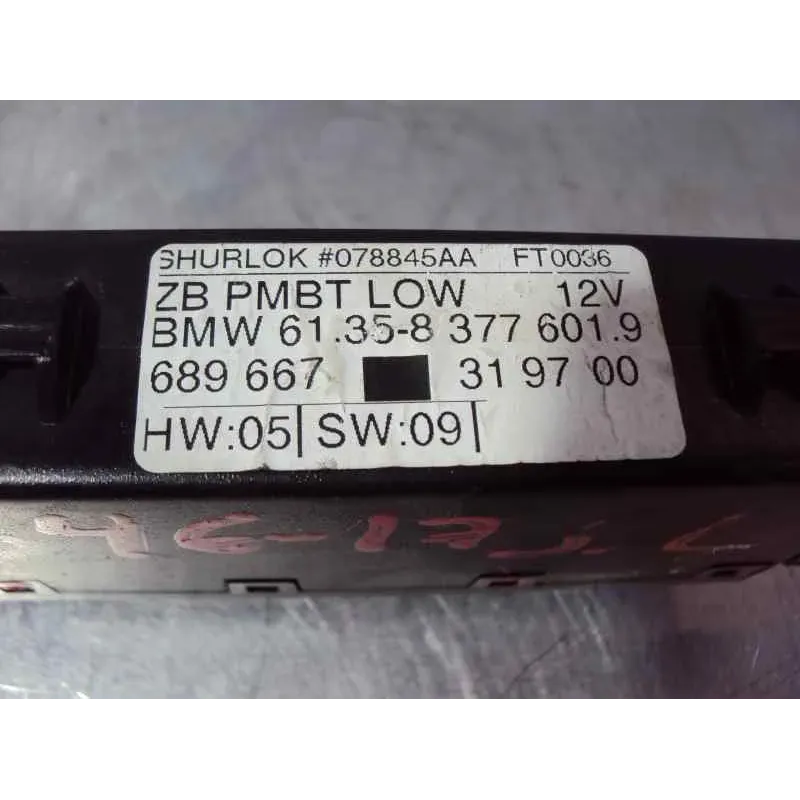 SHURLOK #078845AA FT0036
ZB PMBT LOW 12V
BMW 61.35-8 377 601.9
689 667 31 97 00
HW:05| SW:09|